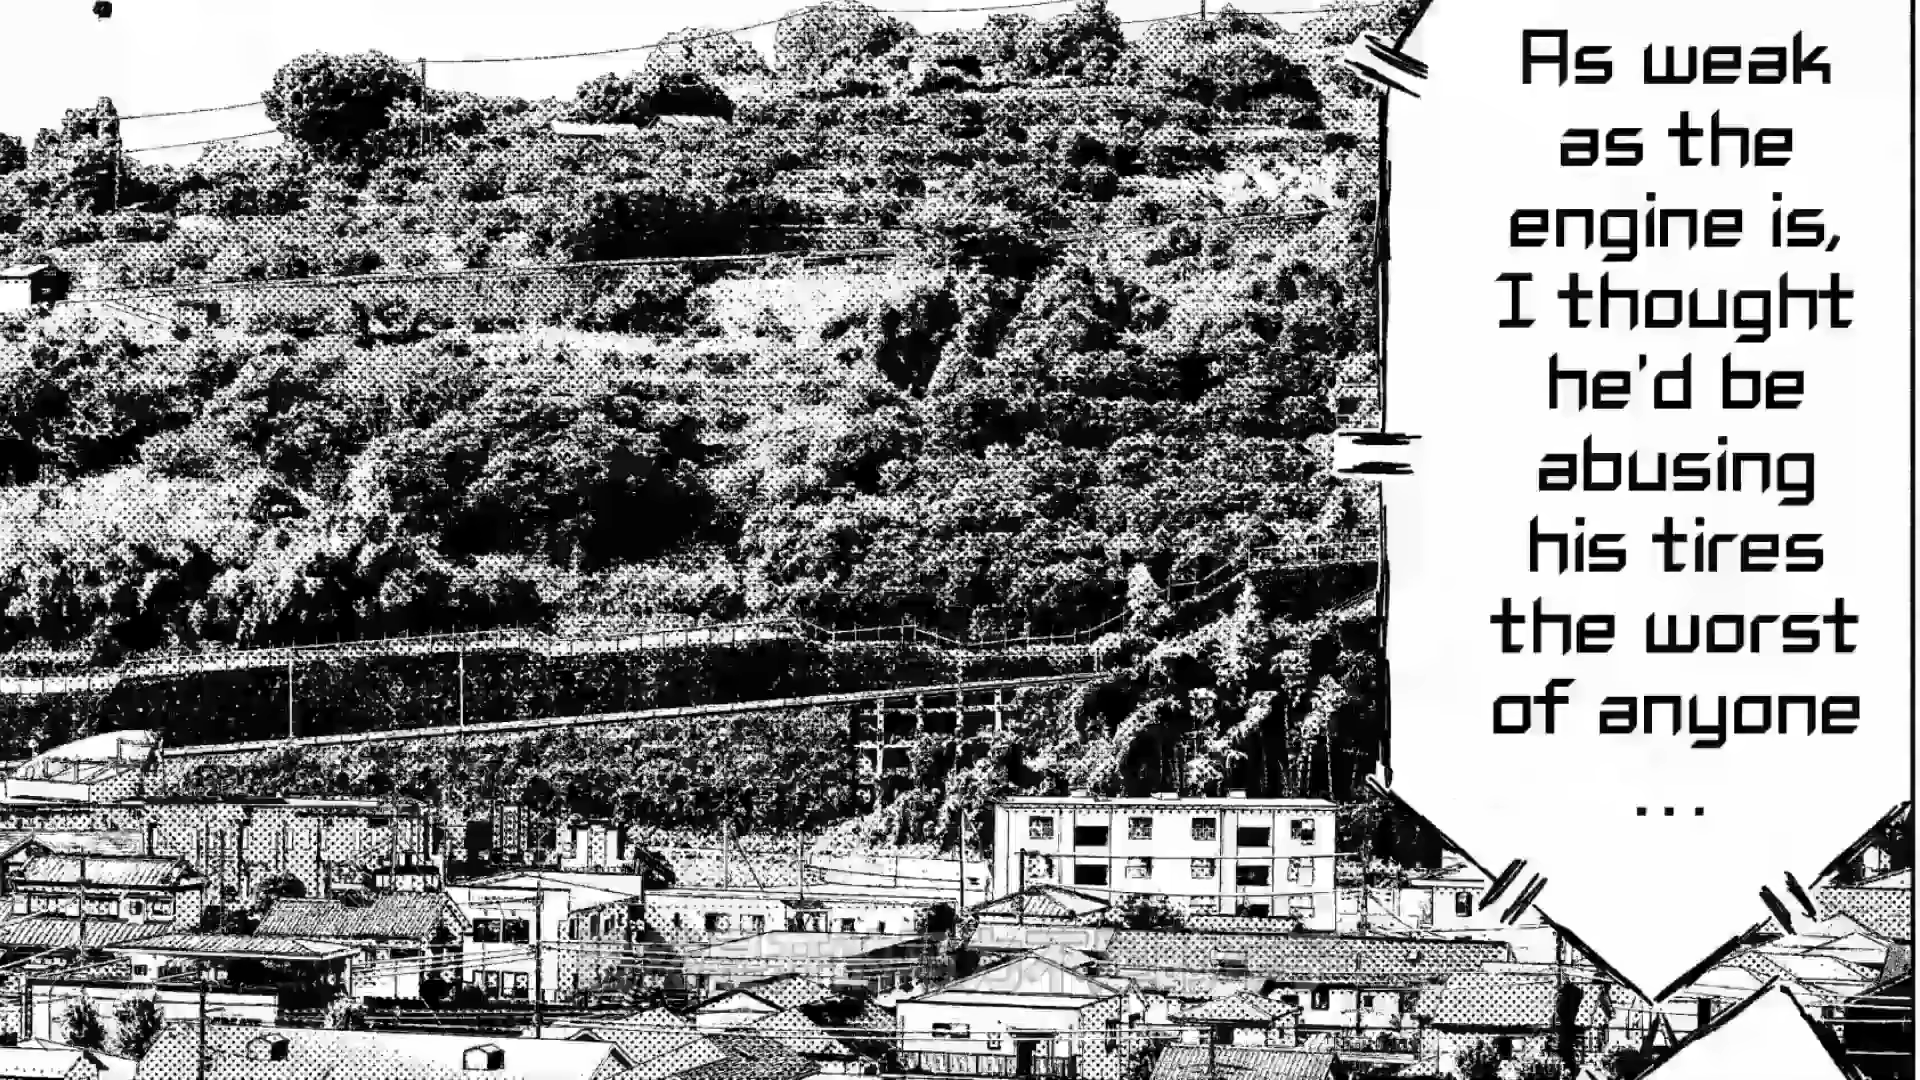 As weak
as the
engine is,
I thought
he'd be
abusing
his tires
the worst
of anyone
...